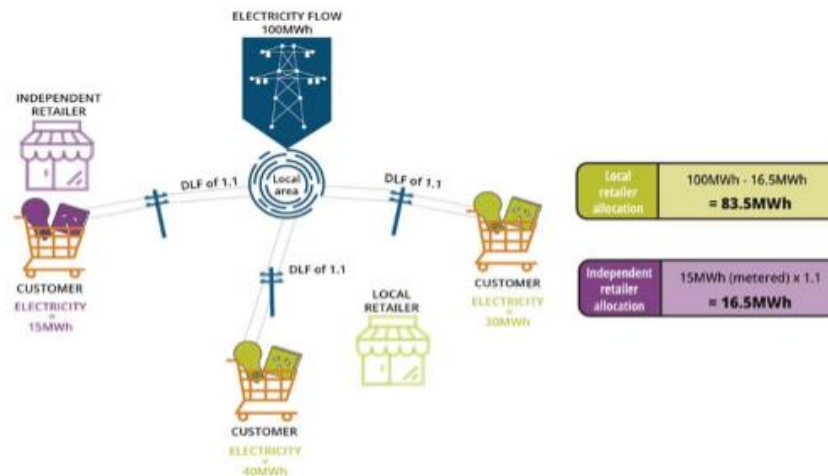 ELECTRICITY FLOW
100MWh
INDEPENDENT
RETAILER
DLF of 1.1
Local
area
DLF of 1.1
DLF of 1.1
CUSTOMER
ELECTRICITY
=
15MWh
LOCAL
RETAILER
CUSTOMER
ELECTRICITY
=
30MWh
CUSTOMER
ELECTRICITY
=
40MWh
Local
retailer
allocation
100MWh - 16.5MWh
= 83.5MWh
Independent
retailer
allocation
15MWh (metered) x 1.1
= 16.5MWh